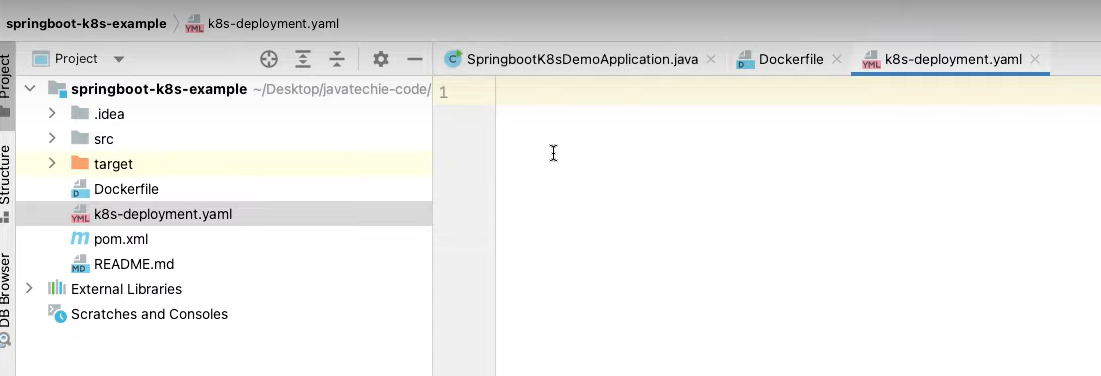 springboot-k8s-example k8s-deployment.yaml
Project
SpringbootK8sDemoApplication.java Dockerfile k8s-deployment.yaml
Project
Structure
DB Browser
springboot-k8s-example ~/Desktop/javatechie-code/
.idea
src
target
Dockerfile
k8s-deployment.yaml
pom.xml
README.md
External Libraries
Scratches and Consoles
1